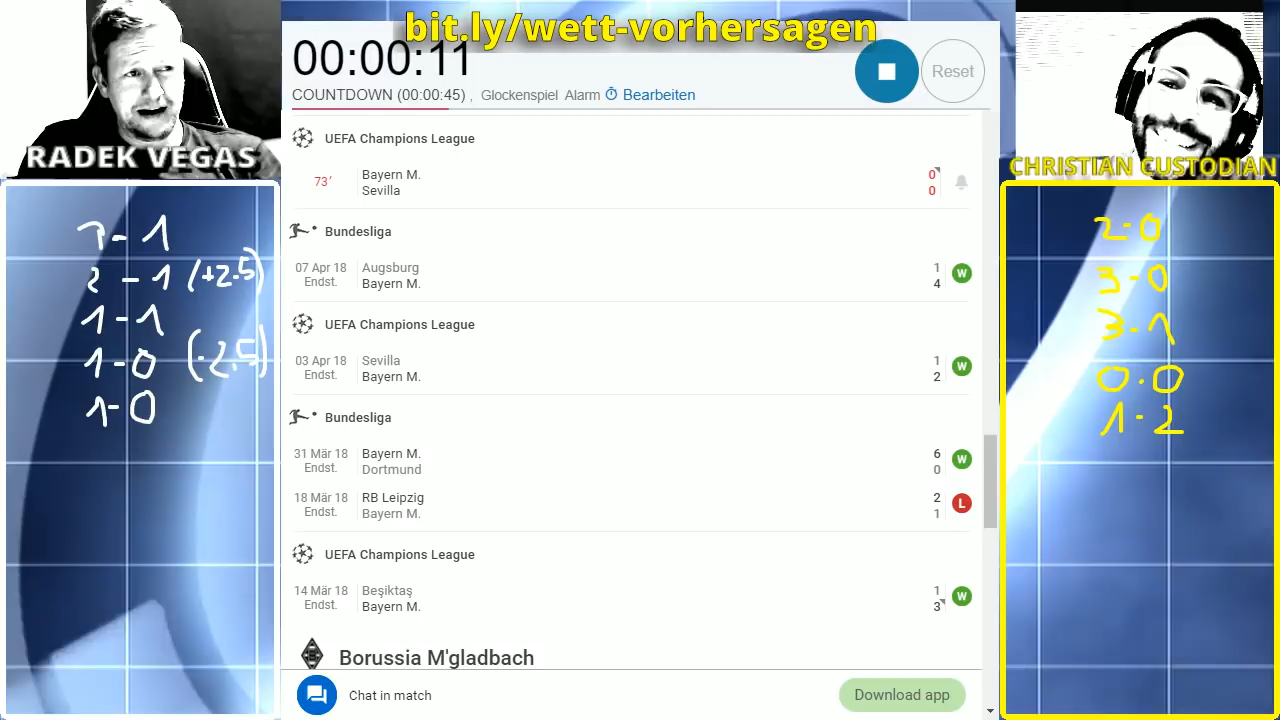 bit.ly/wett-vorhersagen
COUNTDOWN (00:00:45) . Glockenspiel Alarm Bearbeiten
Reset
RADEK VEGAS
CHRISTIAN CUSTODIAN
- 1
2 - 1 (+2.5)
1 - 1
1 - 0 (-2.5)
1 - 0
UEFA Champions League
73 Bayern M. 0
Sevilla 0
Bundesliga
07 Apr 18 Augsburg 1
Endst. Bayern M. 4 W
UEFA Champions League
03 Apr 18 Sevilla 1
Endst. Bayern M. 2 W
Bundesliga
31 Mär 18 Bayern M. 6
Endst. Dortmund 0 W
18 Mär 18 RB Leipzig 2
Endst. Bayern M. 1 L
UEFA Champions League
14 Mär 18 Beşiktaş 1
Endst. Bayern M. 3 W
Borussia M'gladbach
Chat in match
Download app
2-0
3-0
3-1
0-0
1-2